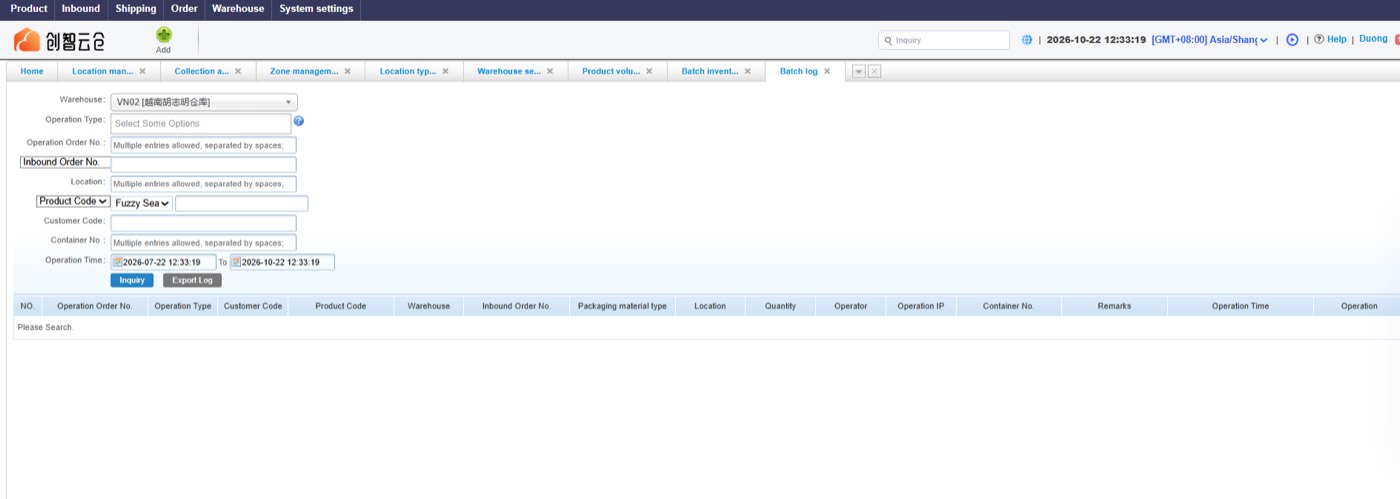 Product Inbound Shipping Order Warehouse System settings
创智云仓
Add
Inquiry
| 2026-10-22 12:33:19 [GMT+08:00] Asia/Shang | | Help | Duong
Home Location man... Collection a... Zone managem... Location typ... Warehouse se... Product volu... Batch invent... Batch log
Warehouse: VN02 [越南胡志明仓库]
Operation Type: Select Some Options
Operation Order No.: Multiple entries allowed, separated by spaces;
Inbound Order No.
Location: Multiple entries allowed, separated by spaces;
Product Code Fuzzy Sea
Customer Code:
Container No.: Multiple entries allowed, separated by spaces;
Operation Time: 2026-07-22 12:33:19 To 2026-10-22 12:33:19
Inquiry Export Log
NO. Operation Order No. Operation Type Customer Code Product Code Warehouse Inbound Order No. Packaging material type Location Quantity Operator Operation IP Container No. Remarks Operation Time Operation
Please Search.